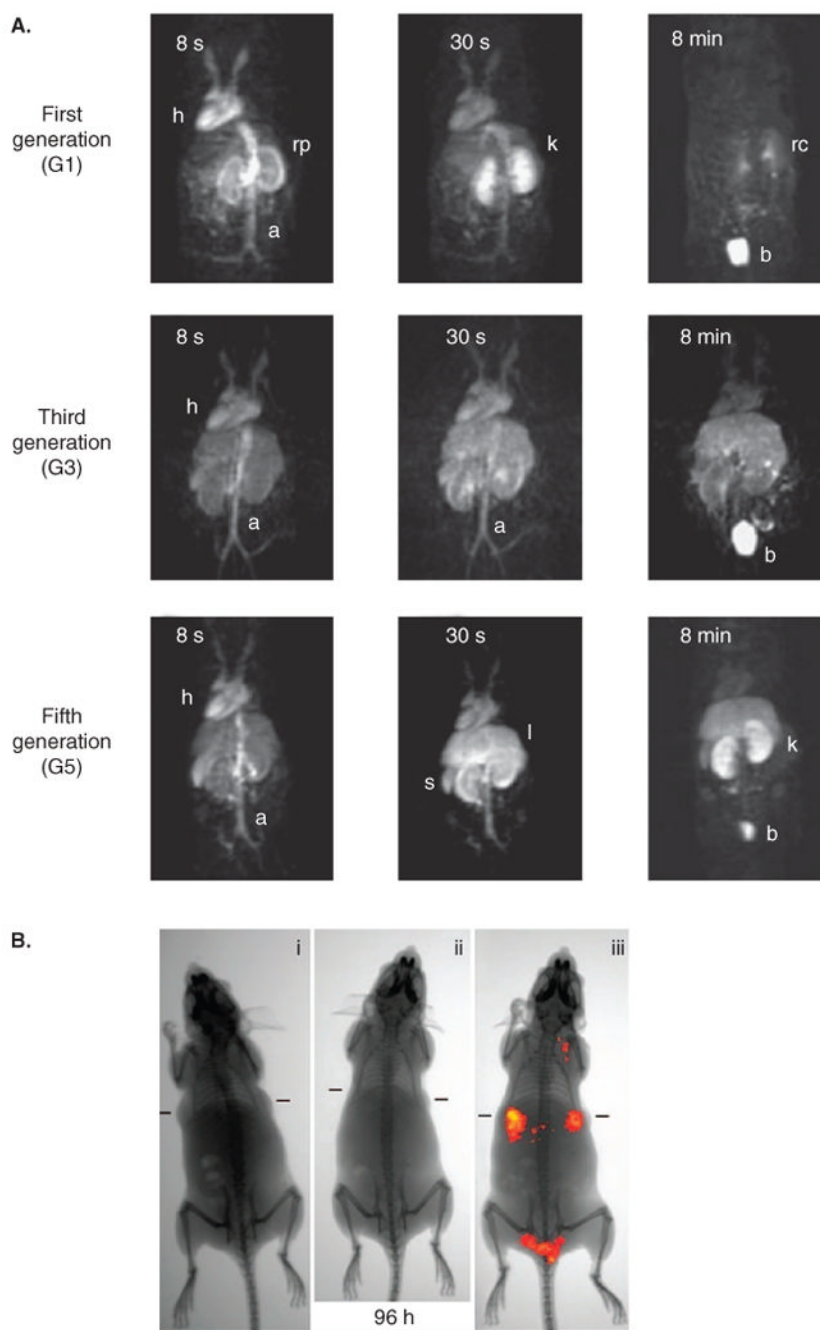 A.
8 s
30 s
8 min
First
generation
(G1)
h
rp
a
k
rc
b
8 s
30 s
8 min
Third
generation
(G3)
h
a
a
b
8 s
30 s
8 min
Fifth
generation
(G5)
h
a
l
s
k
b
B.
i
ii
iii
96 h